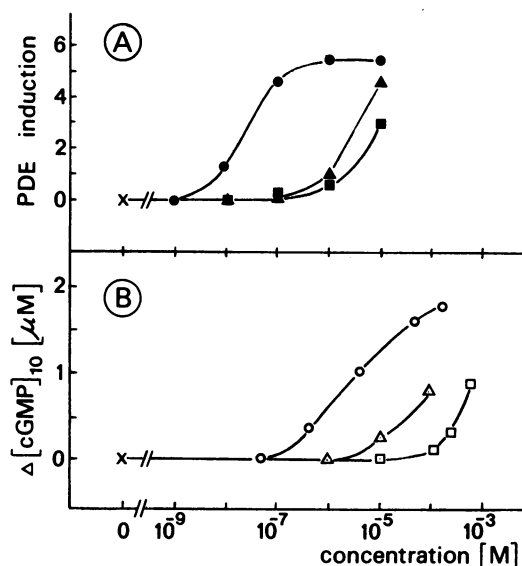 A
PDE induction
6
4
2
0
x
B
Δ[cGMP]₁₀ [μM]
2
1
0
x
0 10⁻⁹ 10⁻⁷ 10⁻⁵ 10⁻³
concentration [M]